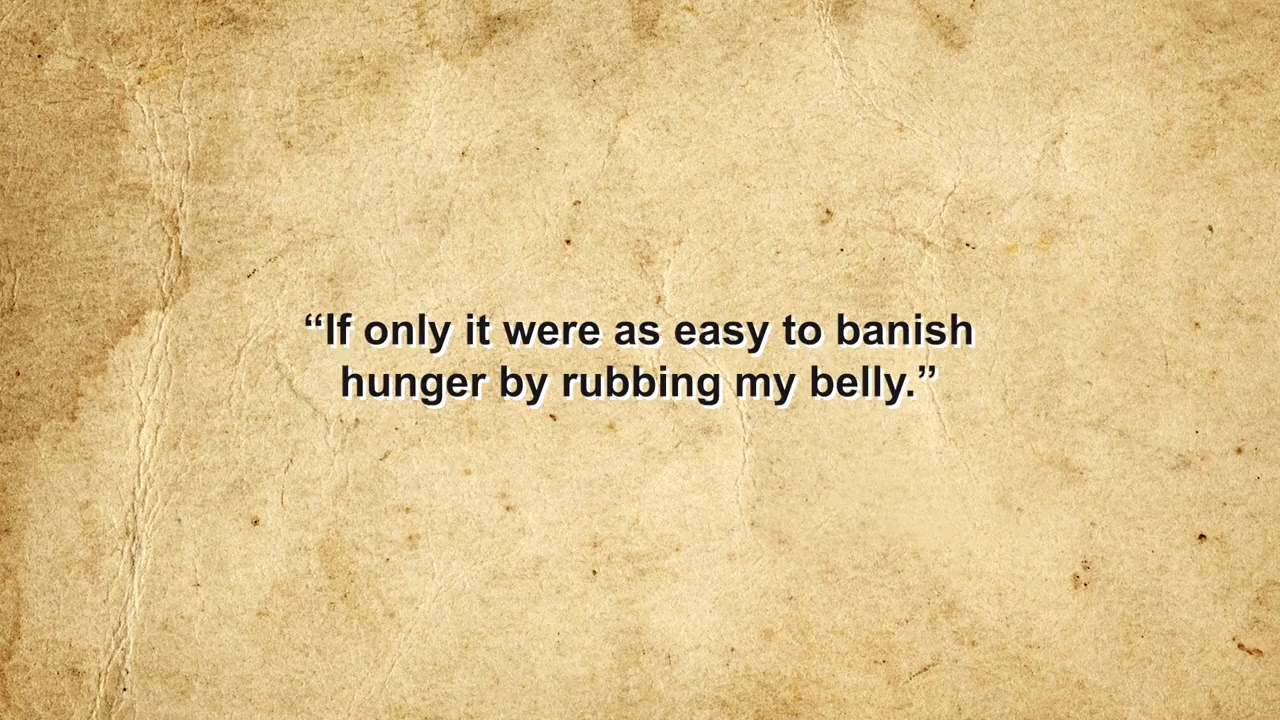 “If only it were as easy to banish
hunger by rubbing my belly.”